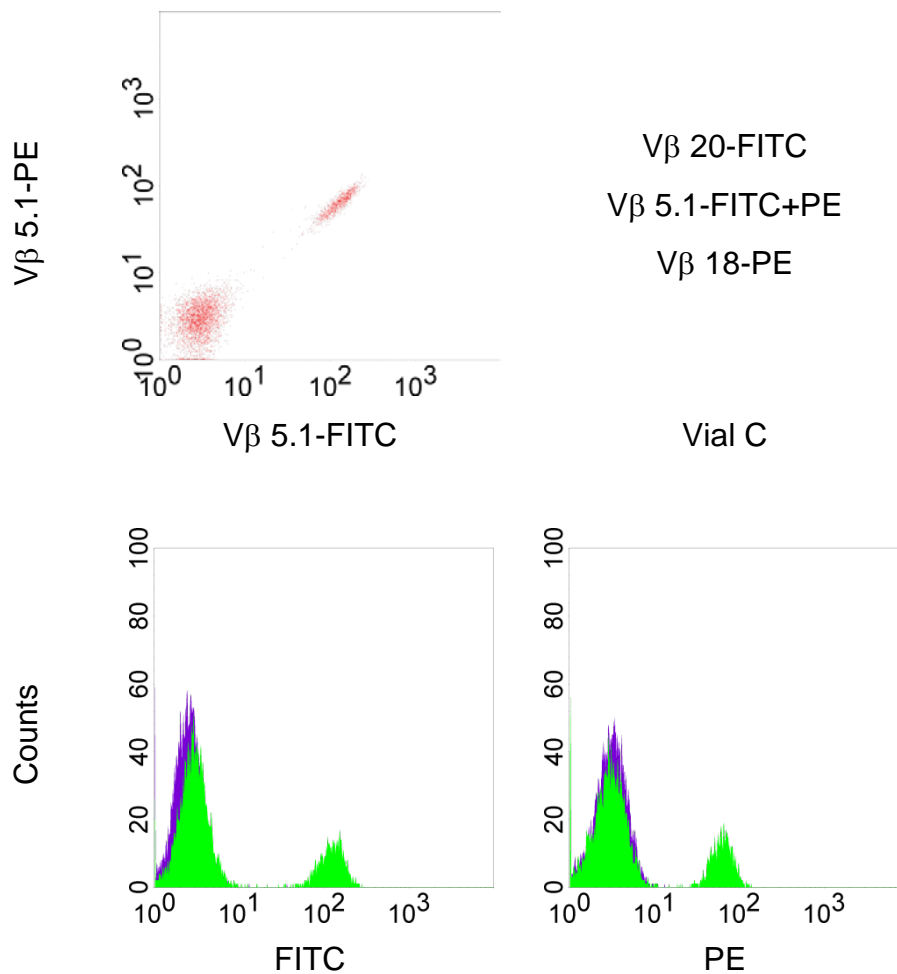 Vβ 5.1-PE
10³
10²
10¹
10⁰
10⁰ 10¹ 10² 10³
Vβ 5.1-FITC
Vβ 20-FITC
Vβ 5.1-FITC+PE
Vβ 18-PE
Vial C
Counts
100
80
60
40
20
0
10⁰ 10¹ 10² 10³
FITC
100
80
60
40
20
0
10⁰ 10¹ 10² 10³
PE